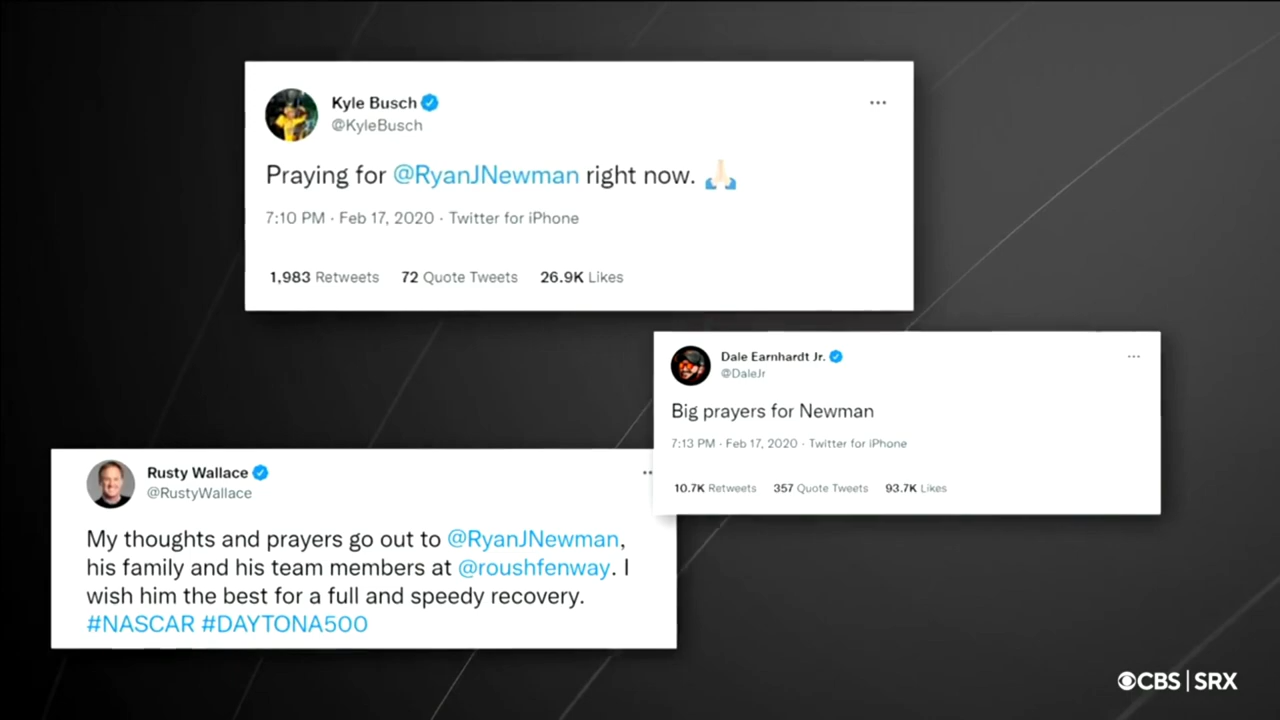 Kyle Busch
@KyleBusch
Praying for @RyanJNewman right now. 🙏🏻
7:10 PM · Feb 17, 2020 · Twitter for iPhone
1,983 Retweets 72 Quote Tweets 26.9K Likes
Dale Earnhardt Jr.
@DaleJr
Big prayers for Newman
7:13 PM · Feb 17, 2020 · Twitter for iPhone
10.7K Retweets 357 Quote Tweets 93.7K Likes
Rusty Wallace
@RustyWallace
My thoughts and prayers go out to @RyanJNewman,
his family and his team members at @roushfenway. I
wish him the best for a full and speedy recovery.
#NASCAR #DAYTONA500
CBS | SRX